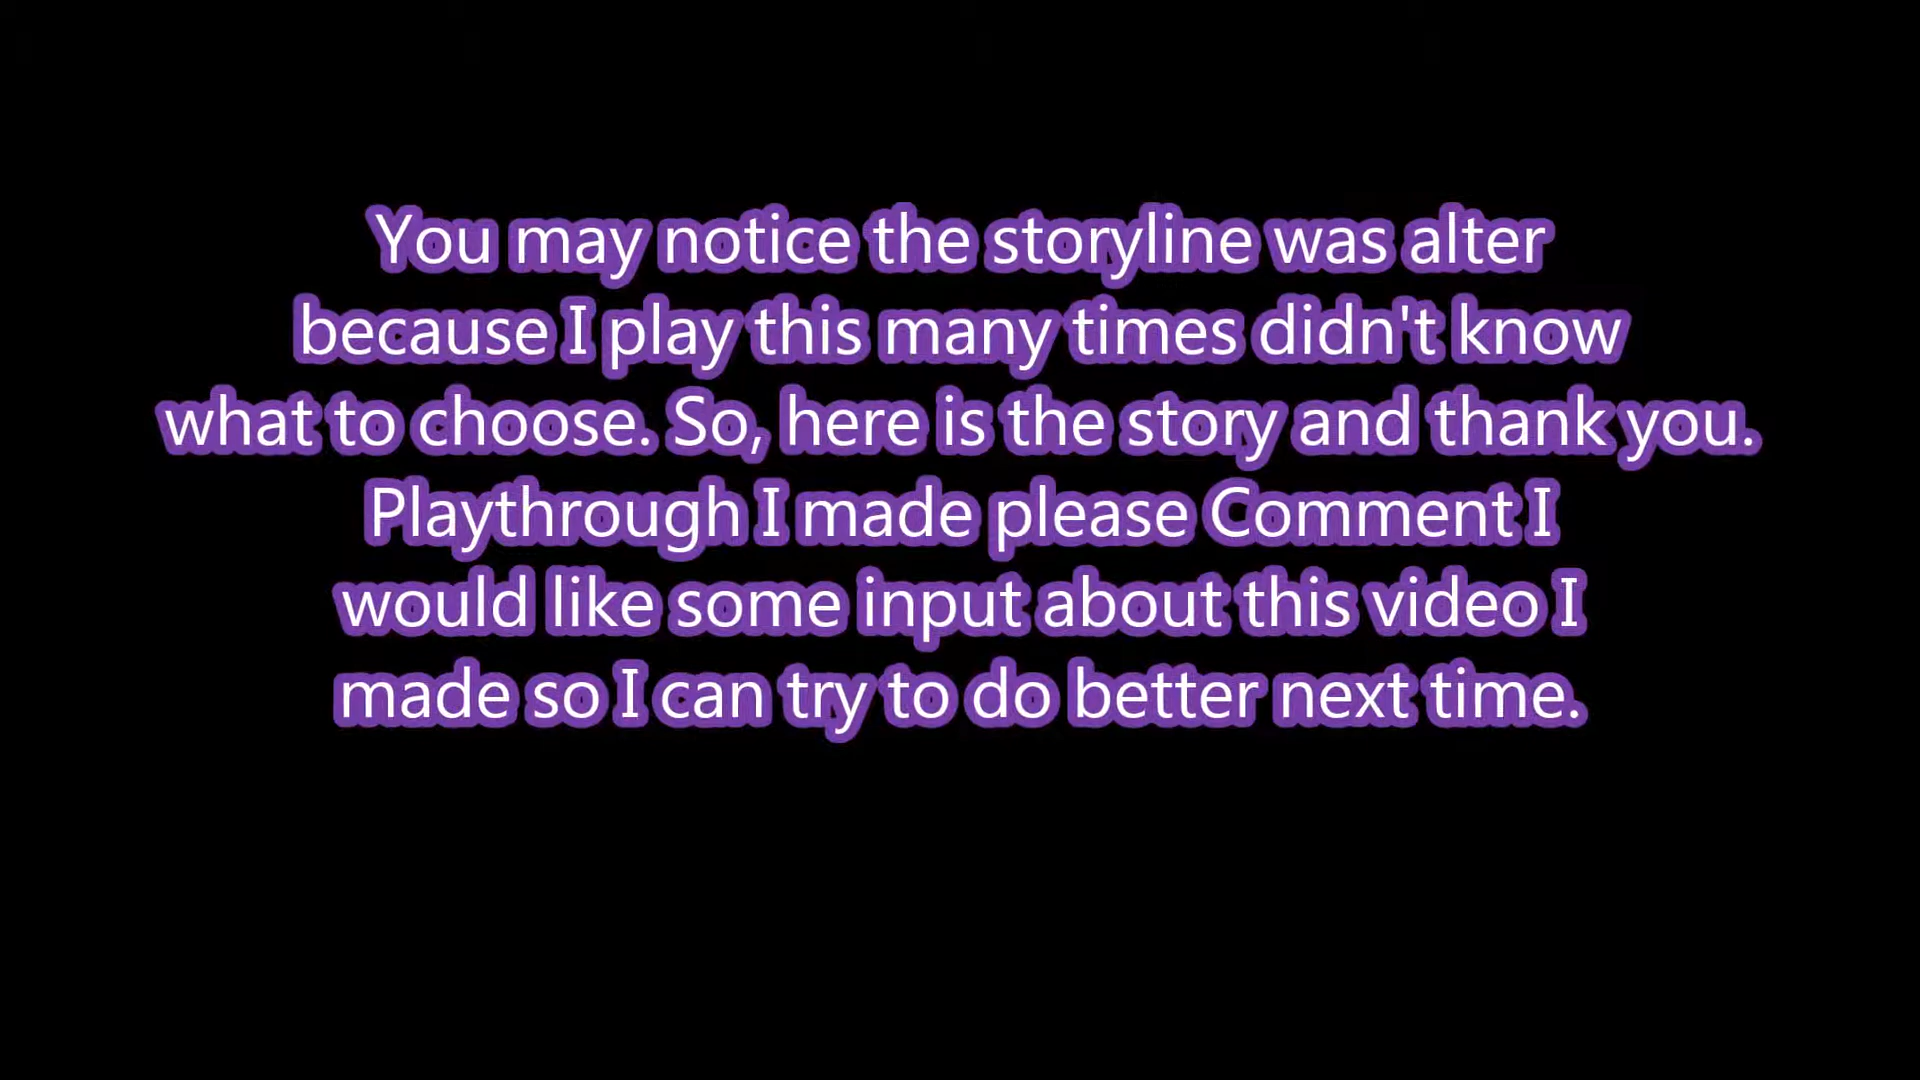 You may notice the storyline was alter
because I play this many times didn't know
what to choose. So, here is the story and thank you.
Playthrough I made please Comment I
would like some input about this video I
made so I can try to do better next time.